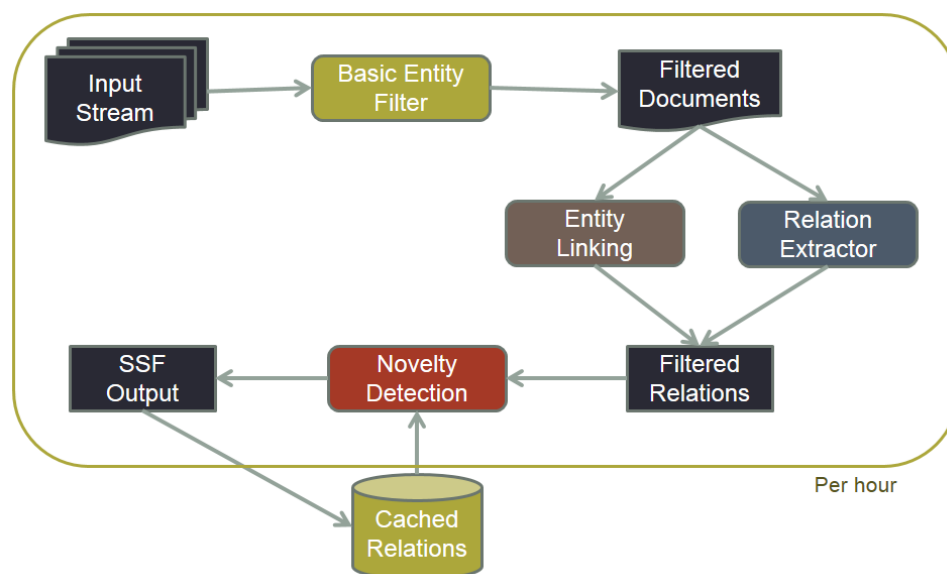 Input
Stream
Basic Entity
Filter
Filtered
Documents
Entity
Linking
Relation
Extractor
SSF
Output
Novelty
Detection
Filtered
Relations
Per hour
Cached
Relations